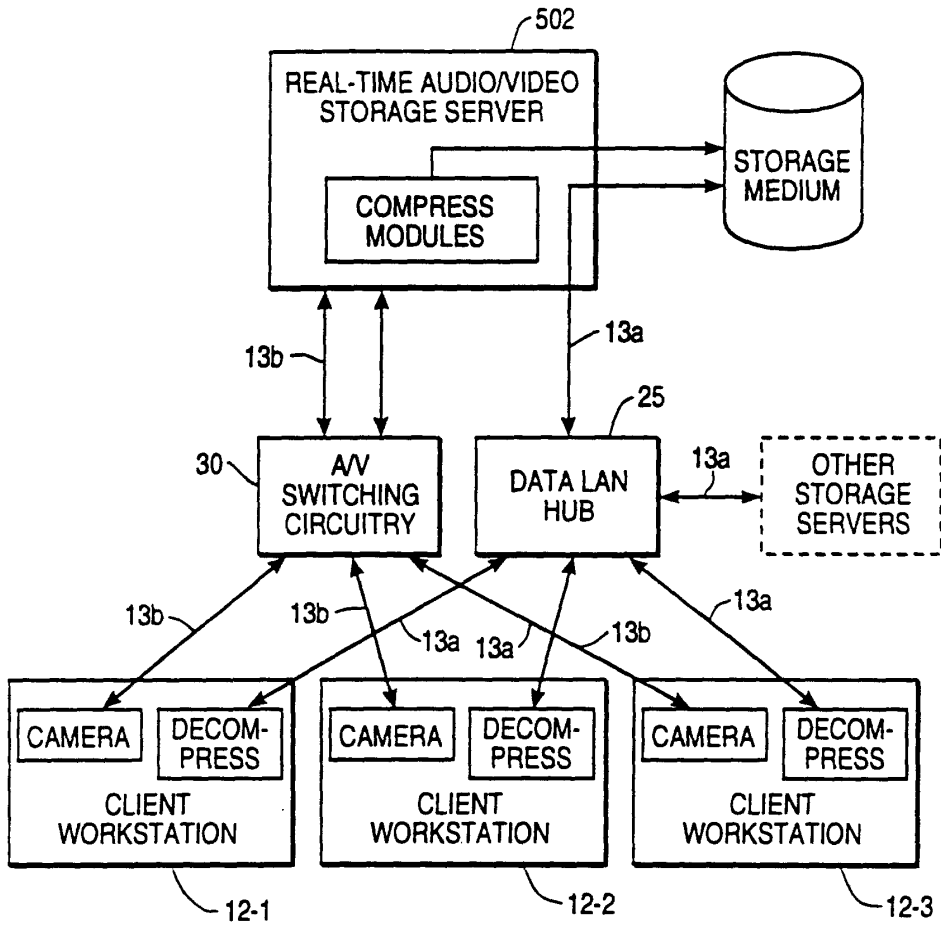 502
REAL-TIME AUDIO/VIDEO
STORAGE SERVER
COMPRESS
MODULES
STORAGE
MEDIUM
13b
13a
25
30
A/V
SWITCHING
CIRCUITRY
DATA LAN
HUB
13a
OTHER
STORAGE
SERVERS
13b
13b
13a
13a
13b
13a
CAMERA
DECOM-
PRESS
CLIENT
WORKSTATION
CAMERA
DECOM-
PRESS
CLIENT
WORKSTATION
CAMERA
DECOM-
PRESS
CLIENT
WORKSTATION
12-1
12-2
12-3